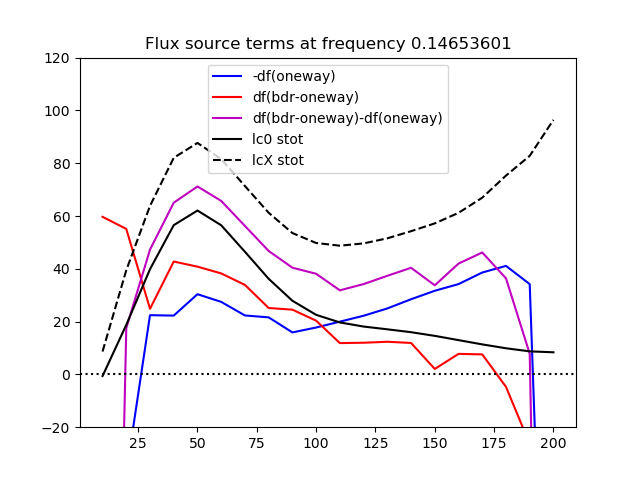 Flux source terms at frequency 0.14653601
-df(oneway)
df(bdr-oneway)
df(bdr-oneway)-df(oneway)
lc0 stot
lcX stot
120
100
80
60
40
20
0
−20
25 50 75 100 125 150 175 200